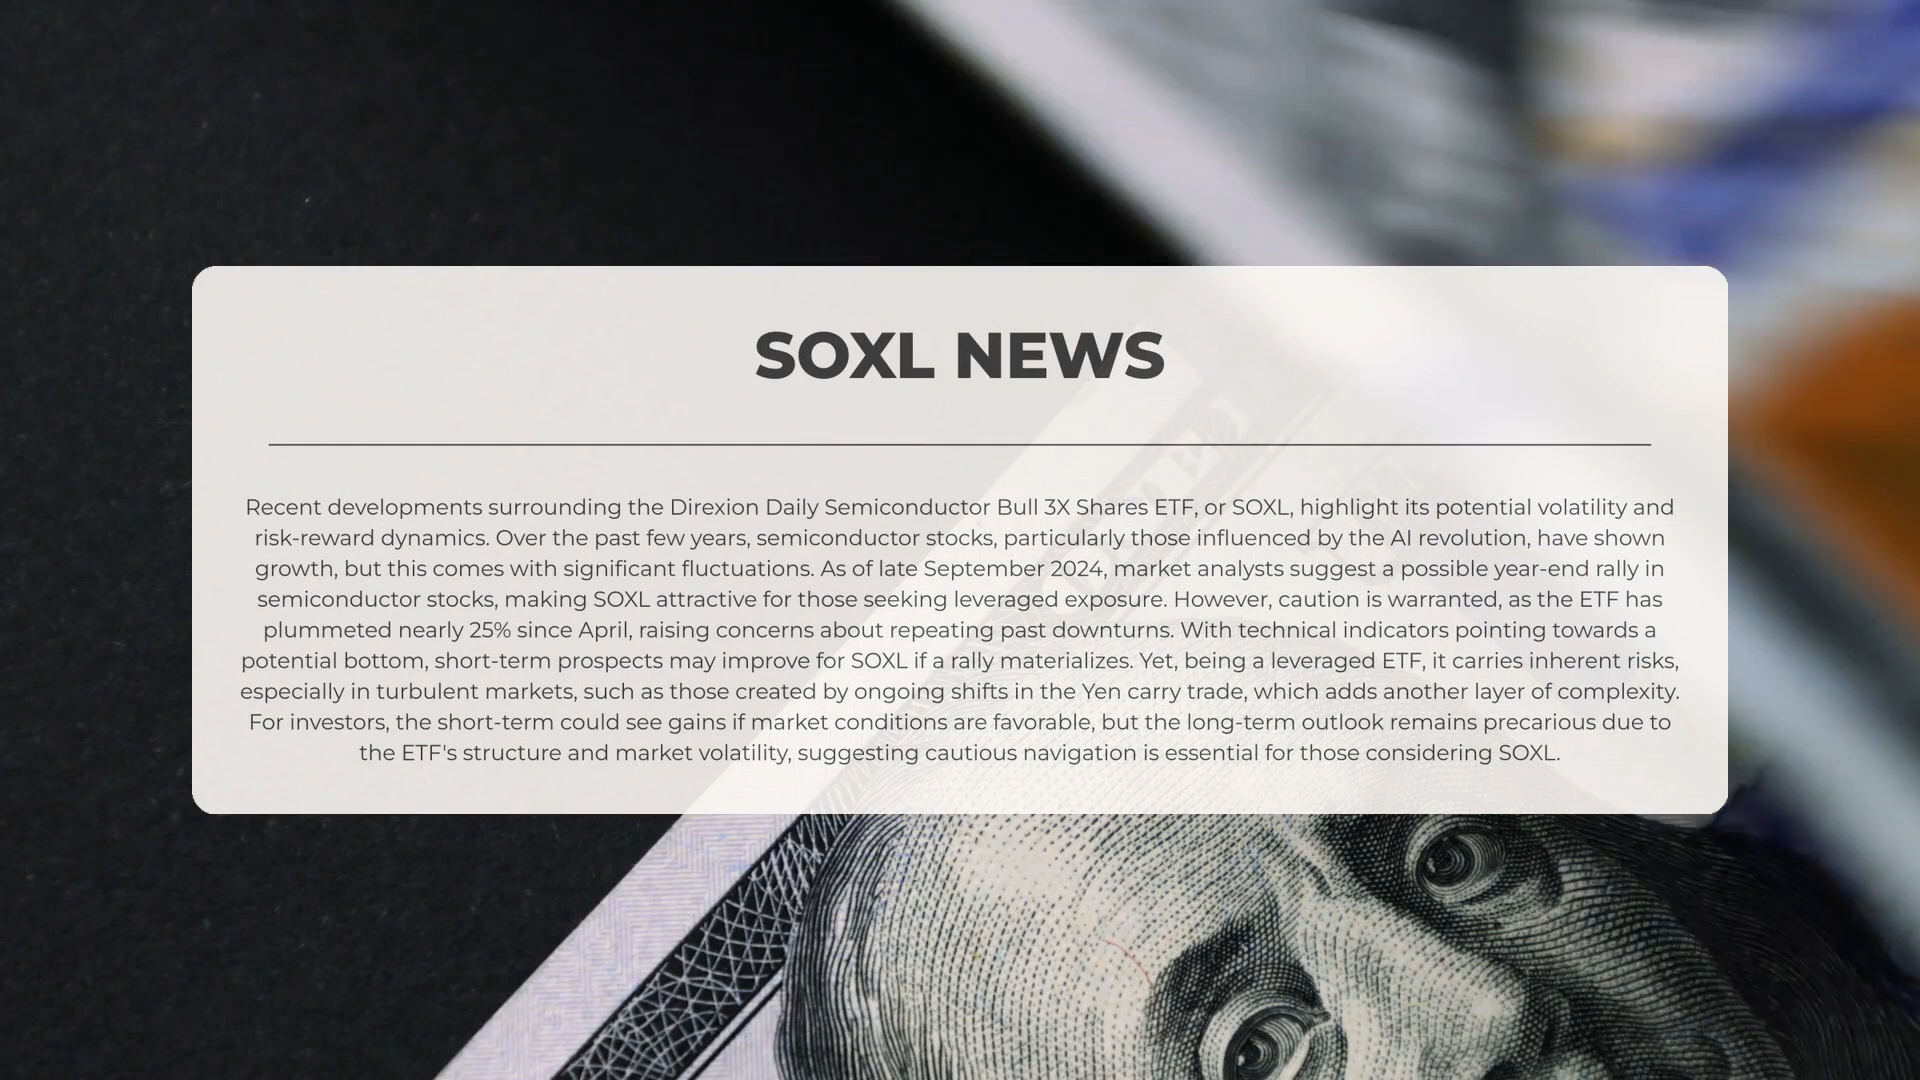 SOXL NEWS
Recent developments surrounding the Direxion Daily Semiconductor Bull 3X Shares ETF, or SOXL, highlight its potential volatility and
risk-reward dynamics. Over the past few years, semiconductor stocks, particularly those influenced by the AI revolution, have shown
growth, but this comes with significant fluctuations. As of late September 2024, market analysts suggest a possible year-end rally in
semiconductor stocks, making SOXL attractive for those seeking leveraged exposure. However, caution is warranted, as the ETF has
plummeted nearly 25% since April, raising concerns about repeating past downturns. With technical indicators pointing towards a
potential bottom, short-term prospects may improve for SOXL if a rally materializes. Yet, being a leveraged ETF, it carries inherent risks,
especially in turbulent markets, such as those created by ongoing shifts in the Yen carry trade, which adds another layer of complexity.
For investors, the short-term could see gains if market conditions are favorable, but the long-term outlook remains precarious due to
the ETF's structure and market volatility, suggesting cautious navigation is essential for those considering SOXL.